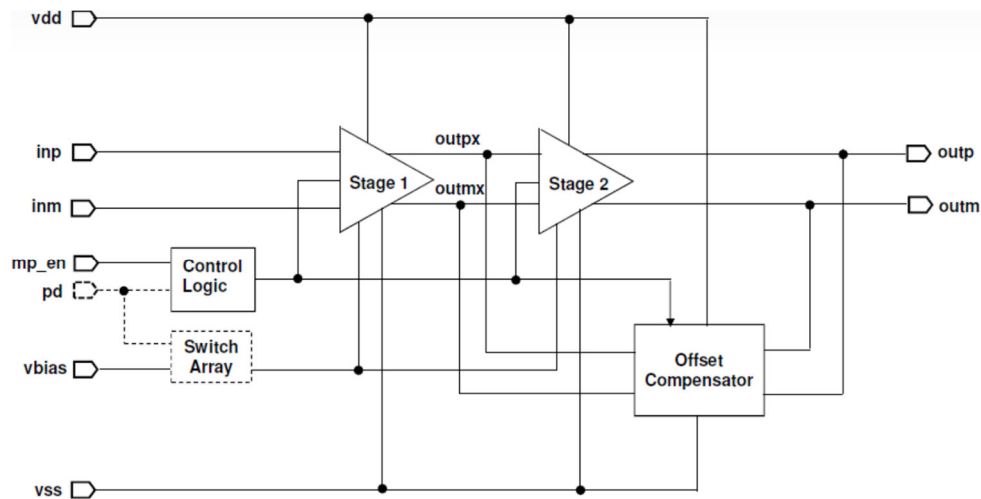 vdd
inp
outpx
outp
Stage 1
Stage 2
outmx
inm
outm
mp_en
Control
Logic
pd
Switch
Array
vbias
Offset
Compensator
vss